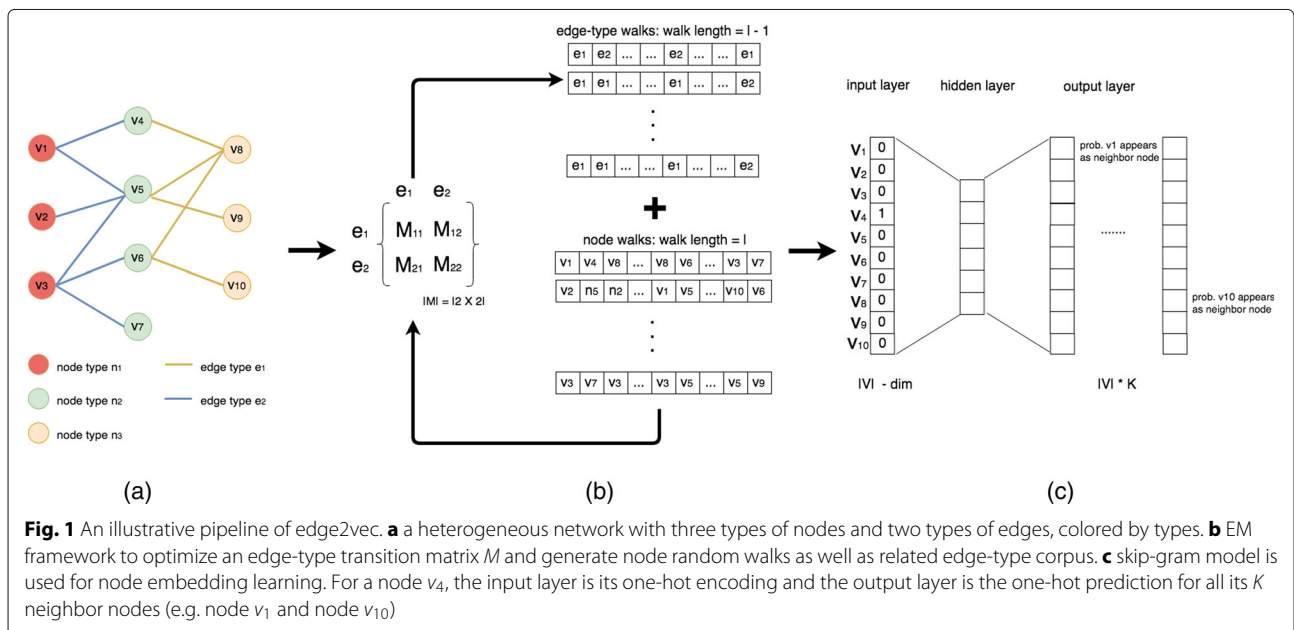 V1
V2
V3
V4
V5
V6
V7
V8
V9
V10
node type n1
node type n2
node type n3
edge type e1
edge type e2
(a)
edge-type walks: walk length = l - 1
e1 e2 ... ... e2 ... ... e1
e1 e1 ... ... e1 ... ... e2
e1 e1 ... ... e1 ... ... e2
+
e1 e2
e1 M11 M12
e2 M21 M22
|M| = |2 X 2|
node walks: walk length = l
V1 V4 V8 ... V8 V6 ... V3 V7
V2 n5 n2 ... V1 V5 ... V10 V6
V3 V7 V3 ... V3 V5 ... V5 V9
(b)
input layer hidden layer output layer
V1 0
V2 0
V3 0
V4 1
V5 0
V6 0
V7 0
V8 0
V9 0
V10 0
prob. v1 appears
as neighbor node
.......
prob. v10 appears
as neighbor node
|V| - dim
|V| * K
(c)
Fig. 1 An illustrative pipeline of edge2vec. a a heterogeneous network with three types of nodes and two types of edges, colored by types. b EM
framework to optimize an edge-type transition matrix M and generate node random walks as well as related edge-type corpus. c skip-gram model is
used for node embedding learning. For a node v4, the input layer is its one-hot encoding and the output layer is the one-hot prediction for all its K
neighbor nodes (e.g. node v1 and node v10)